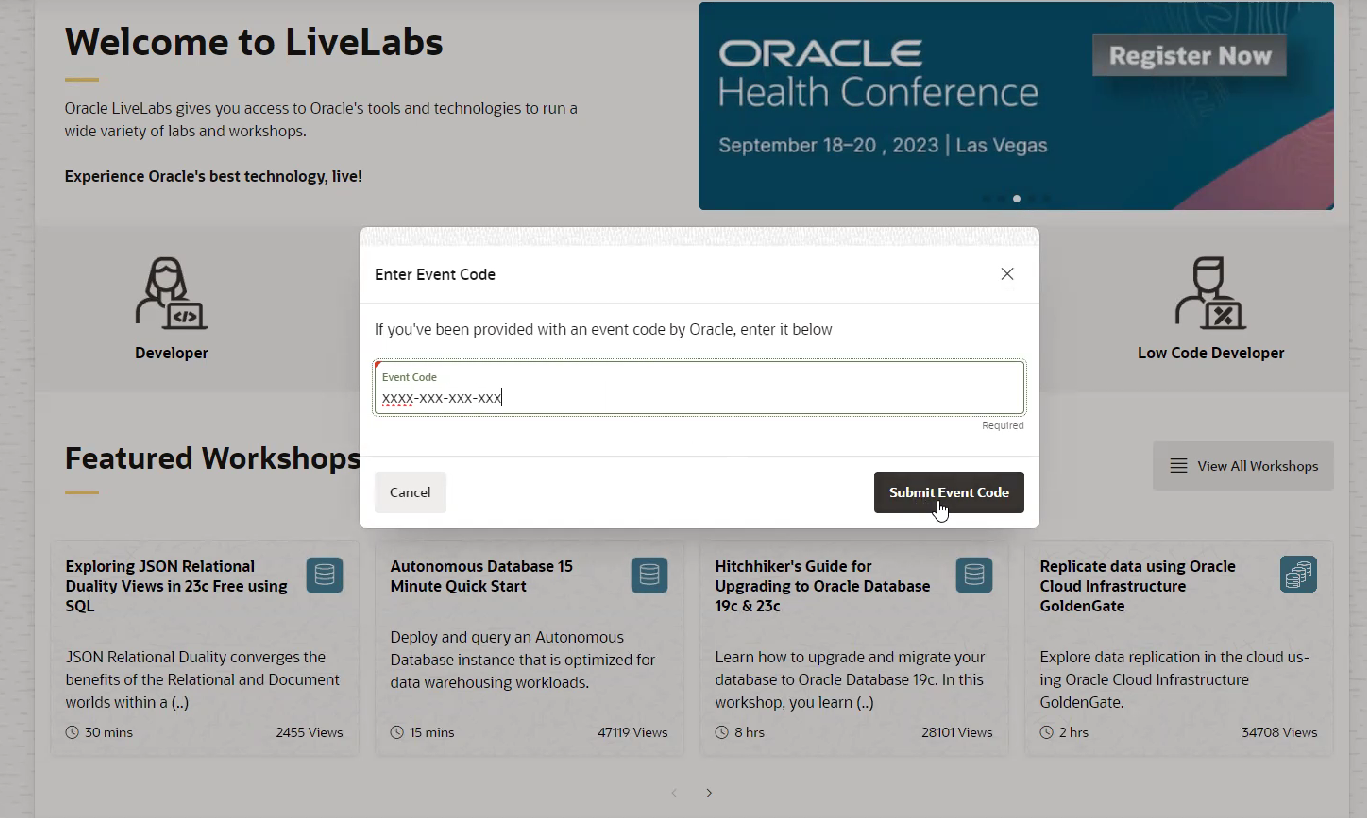 Welcome to LiveLabs
Oracle LiveLabs gives you access to Oracle's tools and technologies to run a
wide variety of labs and workshops.
Experience Oracle's best technology, live!
ORACLE
Health Conference
September 18–20 , 2023 | Las Vegas
Register Now
Enter Event Code
If you've been provided with an event code by Oracle, enter it below
Event Code
XXXX-XXX-XXX-XXX
Required
Cancel
Submit Event Code
Developer
Low Code Developer
Featured Workshops
View All Workshops
Exploring JSON Relational
Duality Views in 23c Free using
SQL
JSON Relational Duality converges the
benefits of the Relational and Document
worlds within a (..)
30 mins
2455 Views
Autonomous Database 15
Minute Quick Start
Deploy and query an Autonomous
Database instance that is optimized for
data warehousing workloads.
15 mins
47119 Views
Hitchhiker's Guide for
Upgrading to Oracle Database
19c & 23c
Learn how to upgrade and migrate your
database to Oracle Database 19c. In this
workshop, you learn (..)
8 hrs
28101 Views
Replicate data using Oracle
Cloud Infrastructure
GoldenGate
Explore data replication in the cloud us-
ing Oracle Cloud Infrastructure
GoldenGate.
2 hrs
34708 Views